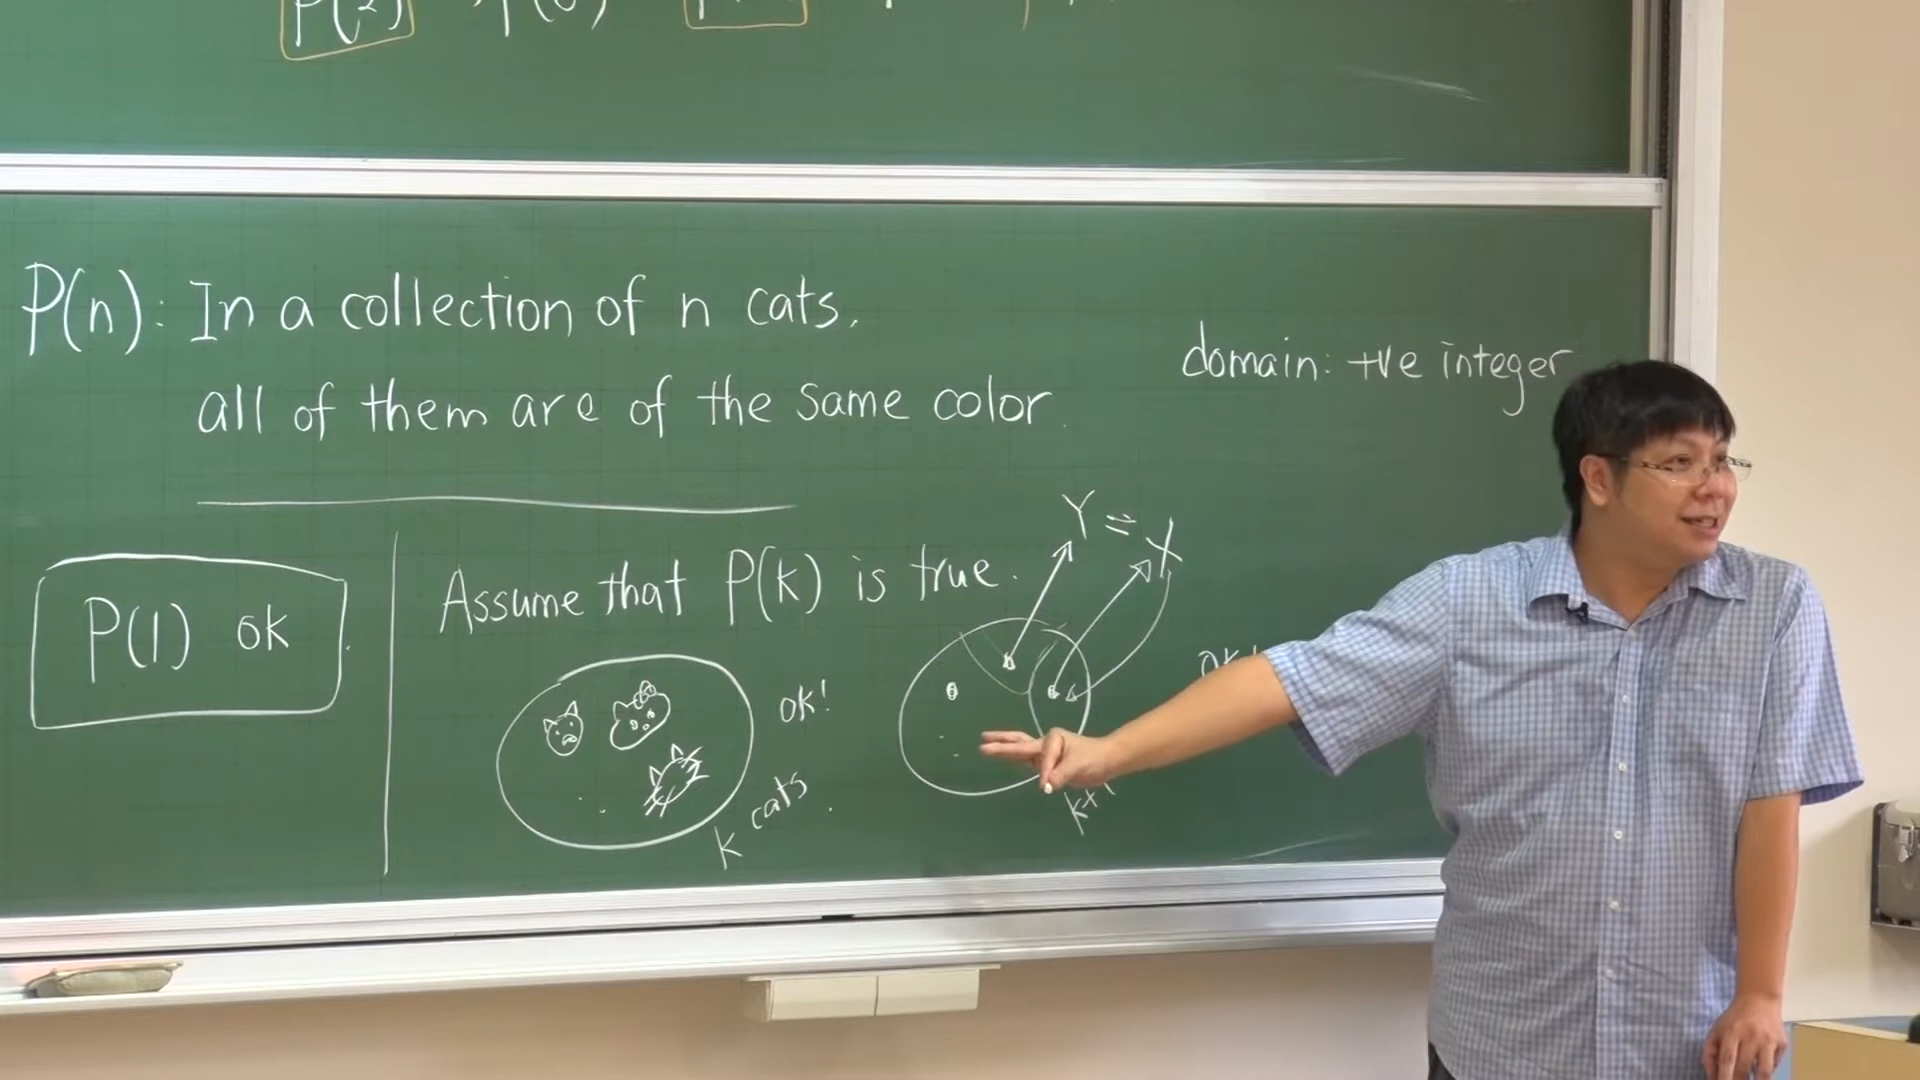 P(n): In a collection of n cats,
all of them are of the same color.
domain: +ve integer
P(1) ok
Assume that P(k) is true.
Y = X
ok!
k cats.
k+1